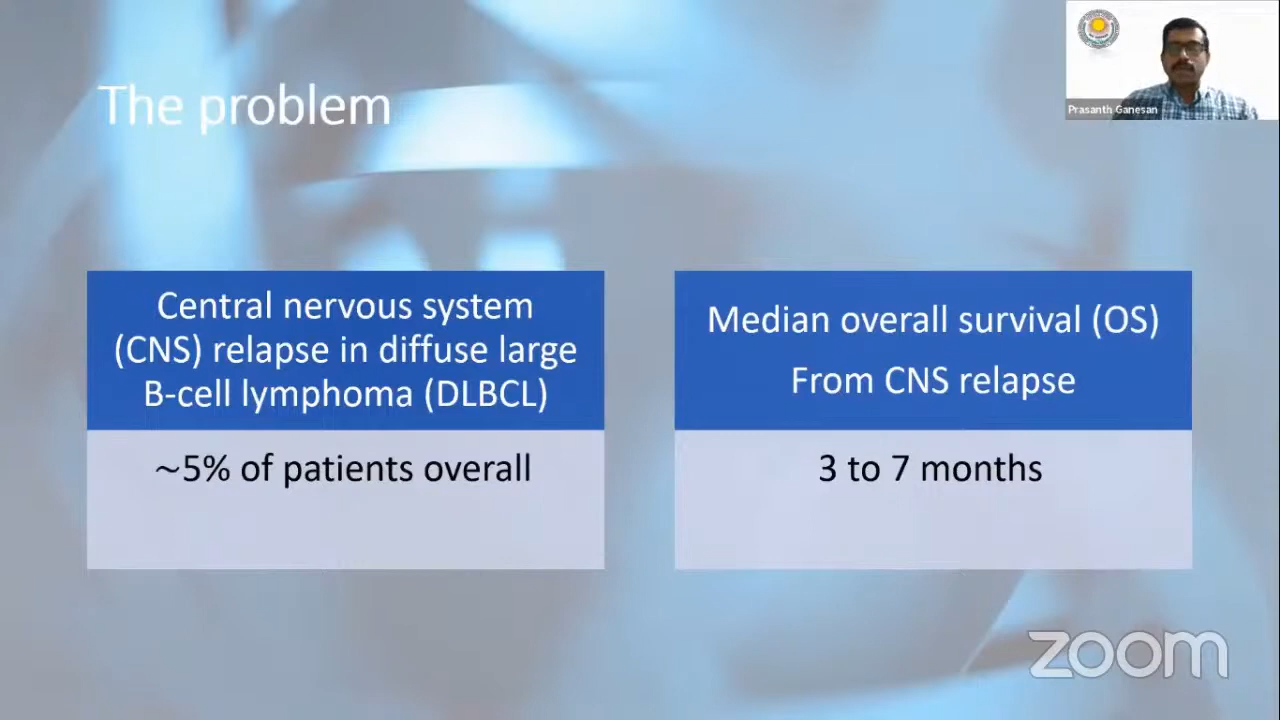 The problem
Prasanth Ganesan
Central nervous system
(CNS) relapse in diffuse large
B-cell lymphoma (DLBCL)
~5% of patients overall
Median overall survival (OS)
From CNS relapse
3 to 7 months
zoom